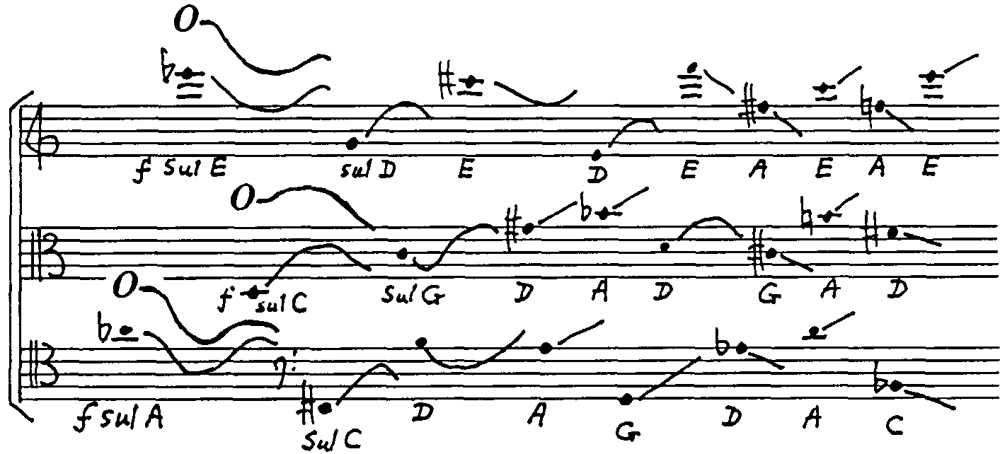 O
f sul E sul D E D E A E A E
O
f sul C sul G D A D G A D
O
f sul A sul C D A G D A C